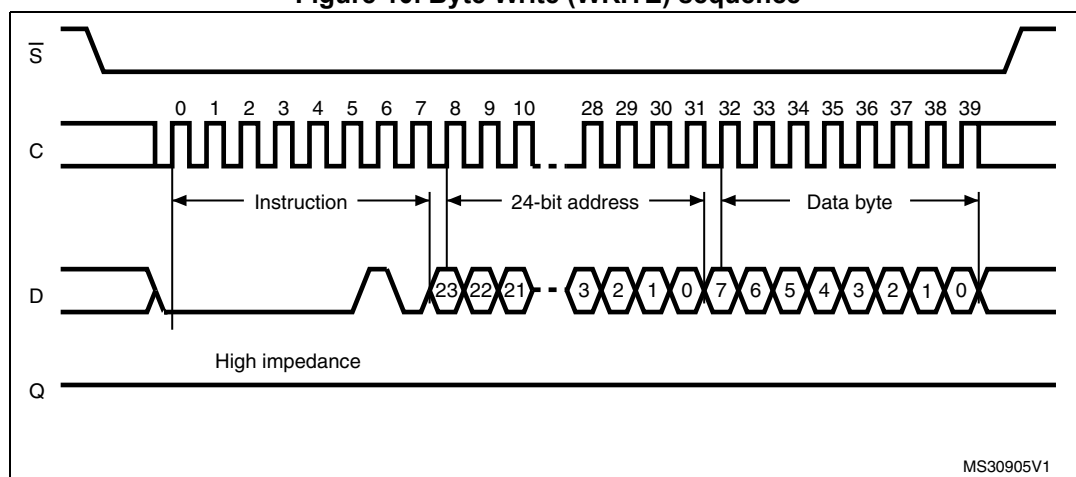 Figure 16. Byte Write (WRITE) sequence
S
0 1 2 3 4 5 6 7 8 9 10 28 29 30 31 32 33 34 35 36 37 38 39
C
Instruction 24-bit address Data byte
D 23 22 21 3 2 1 0 7 6 5 4 3 2 1 0
High impedance
Q
MS30905V1